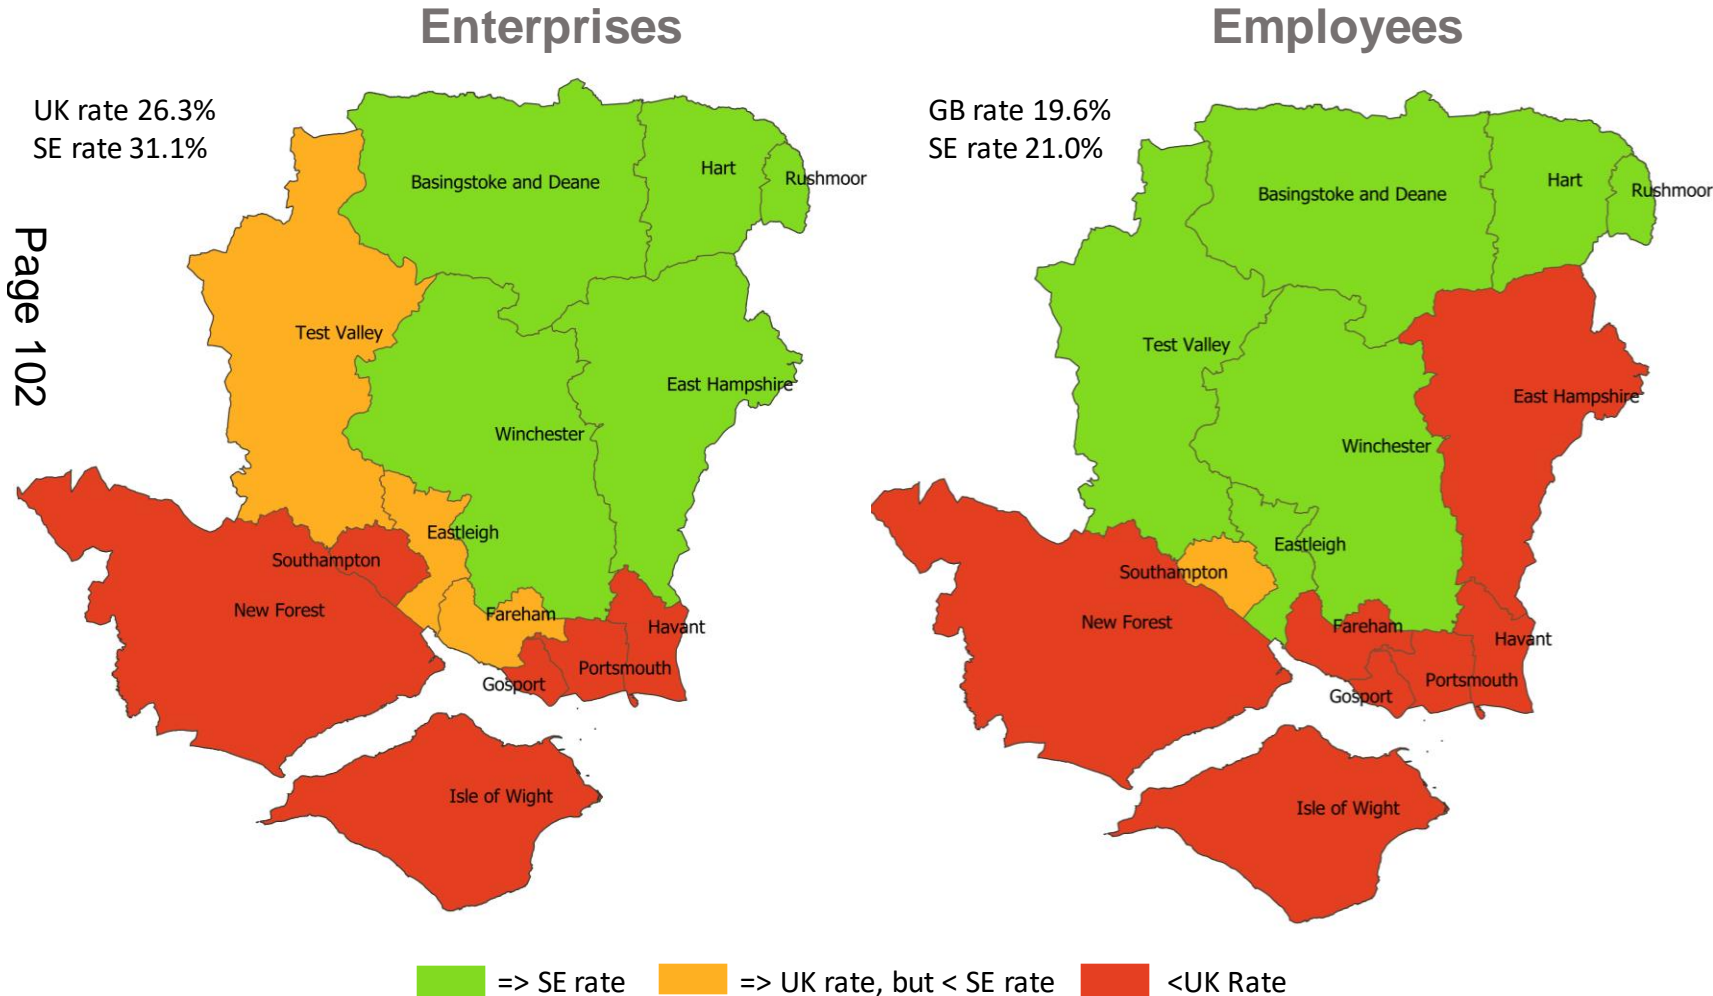 Enterprises
Employees
UK rate 26.3%
SE rate 31.1%
GB rate 19.6%
SE rate 21.0%
Page 102
Basingstoke and Deane
Hart
Rushmoor
Test Valley
East Hampshire
Winchester
Eastleigh
Southampton
New Forest
Fareham
Havant
Portsmouth
Gosport
Isle of Wight
Basingstoke and Deane
Hart
Rushmoor
Test Valley
East Hampshire
Winchester
Eastleigh
Southampton
New Forest
Fareham
Havant
Portsmouth
Gosport
Isle of Wight
=> SE rate
=> UK rate, but < SE rate
<UK Rate